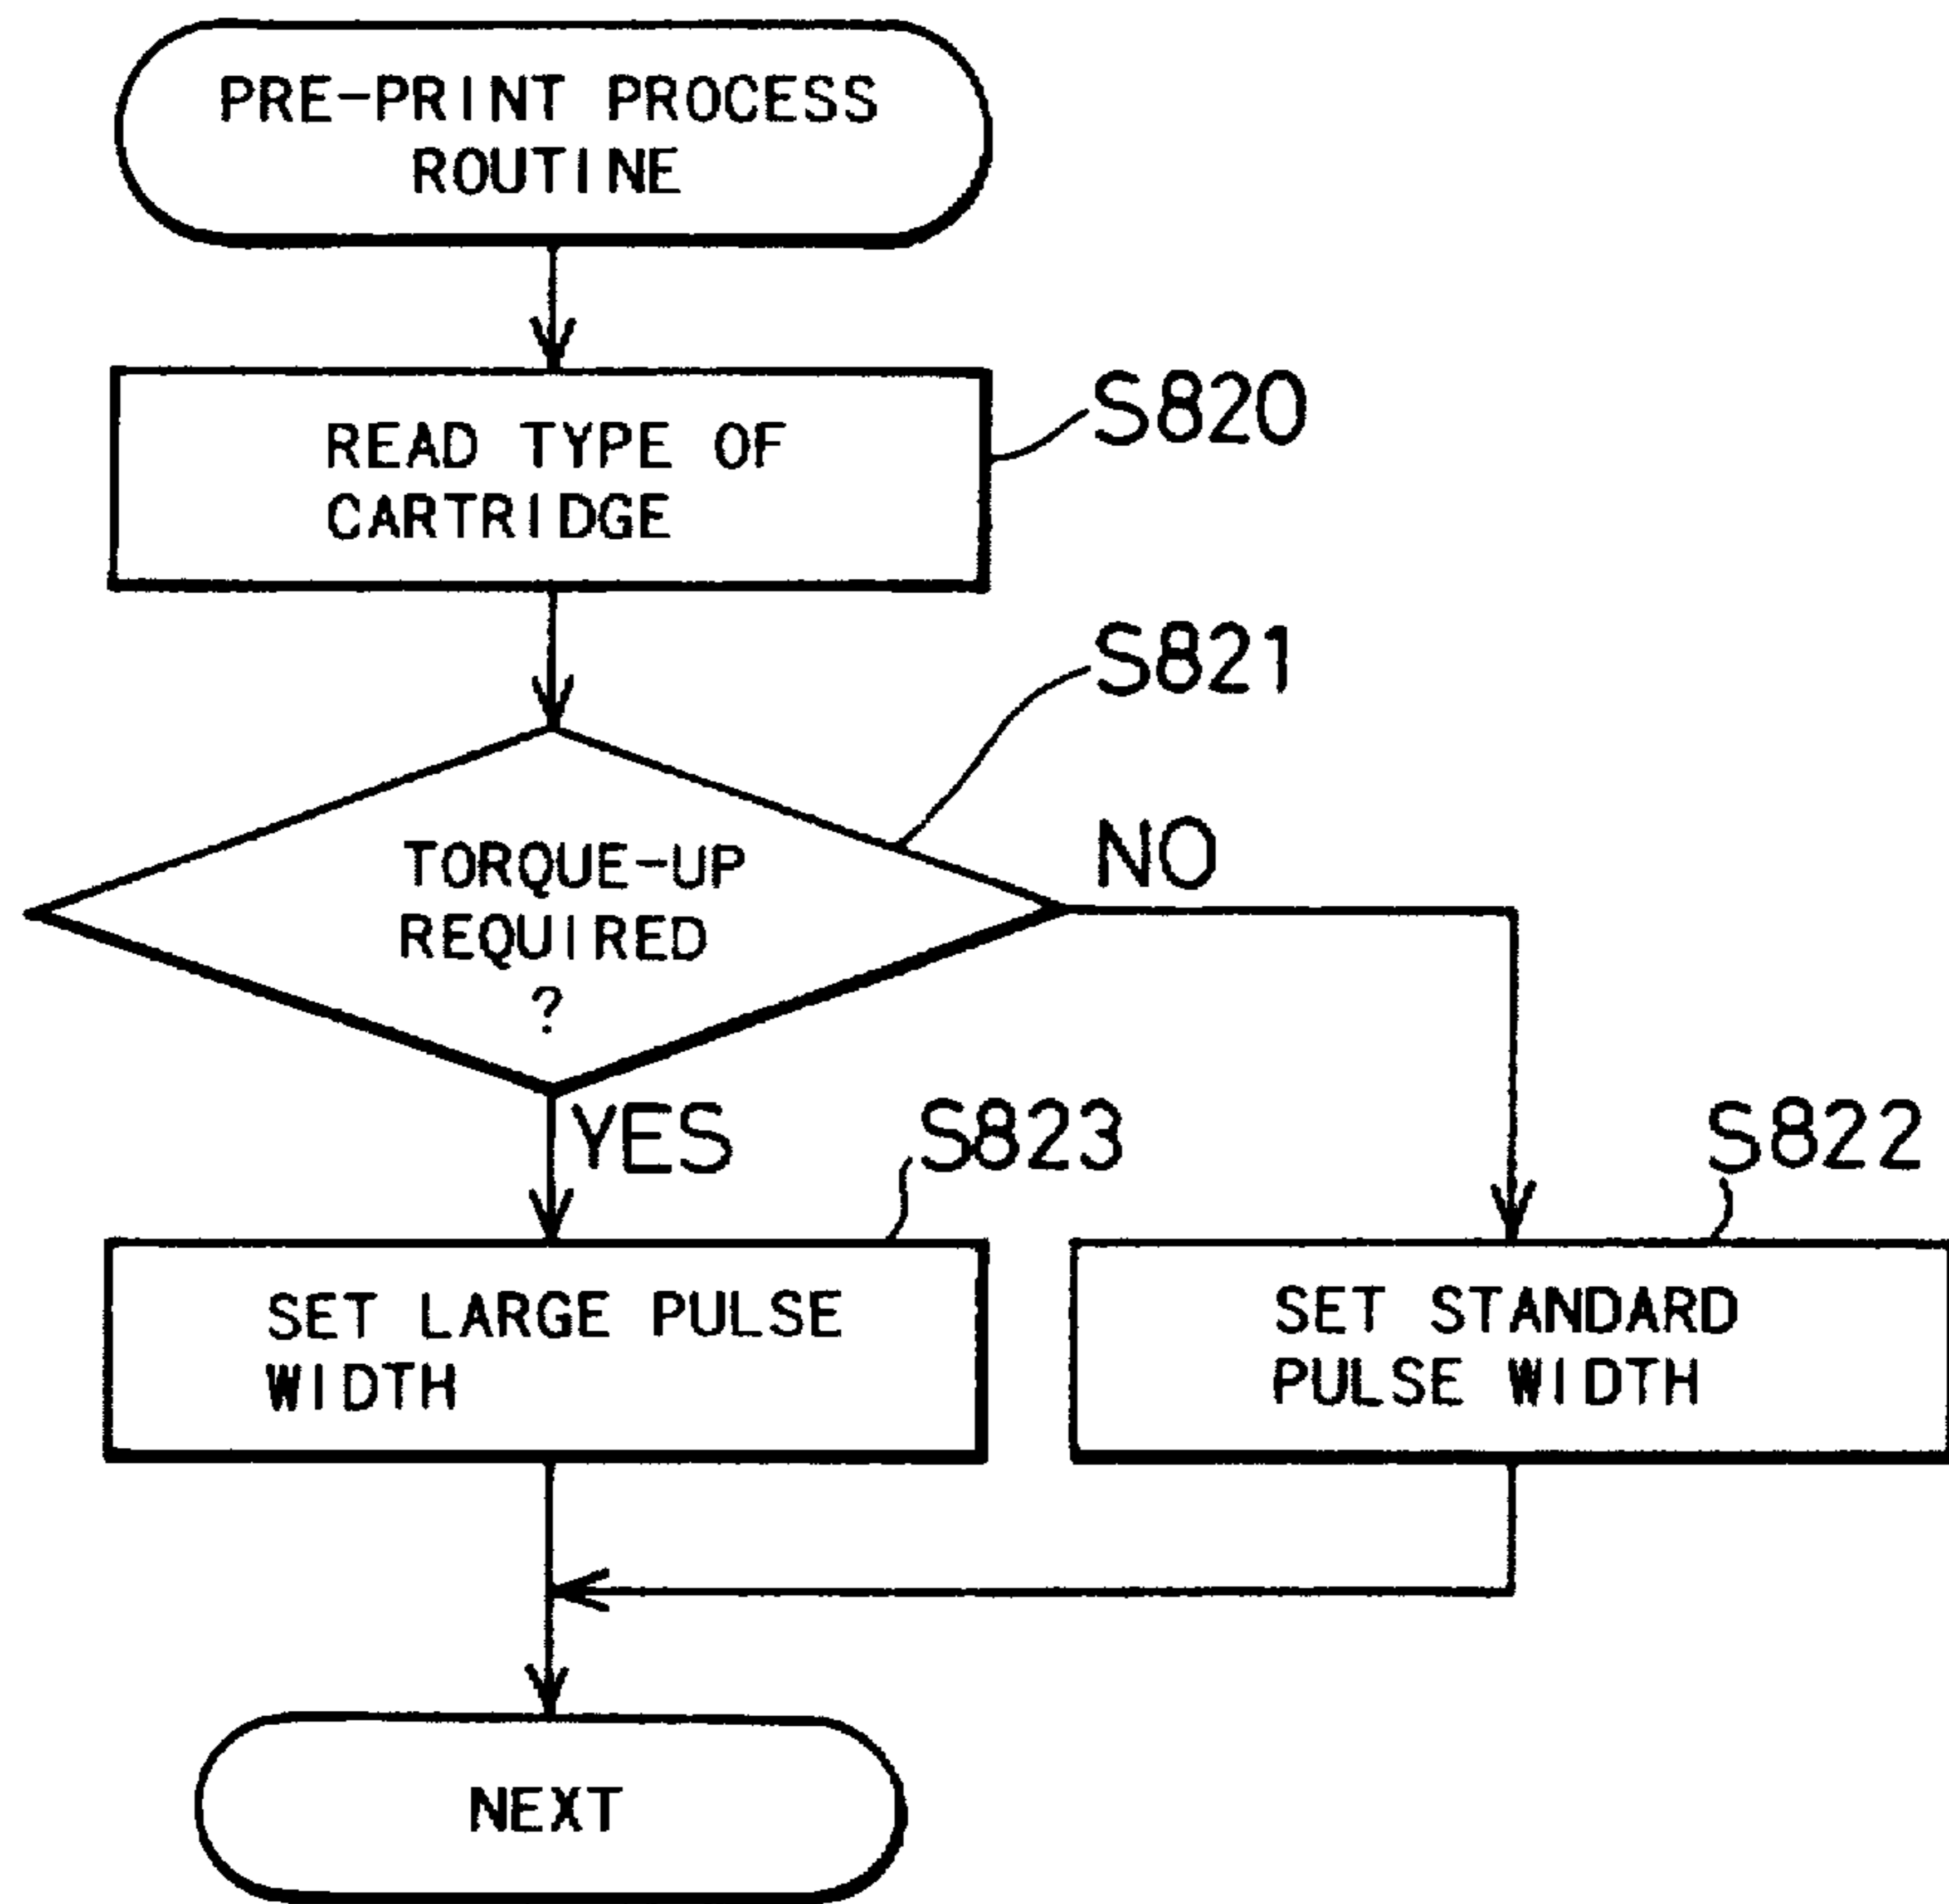 PRE-PRINT PROCESS
ROUTINE
READ TYPE OF
CARTRIDGE
S820
S821
TORQUE-UP
REQUIRED
?
NO
YES
S823
S822
SET LARGE PULSE
WIDTH
SET STANDARD
PULSE WIDTH
NEXT